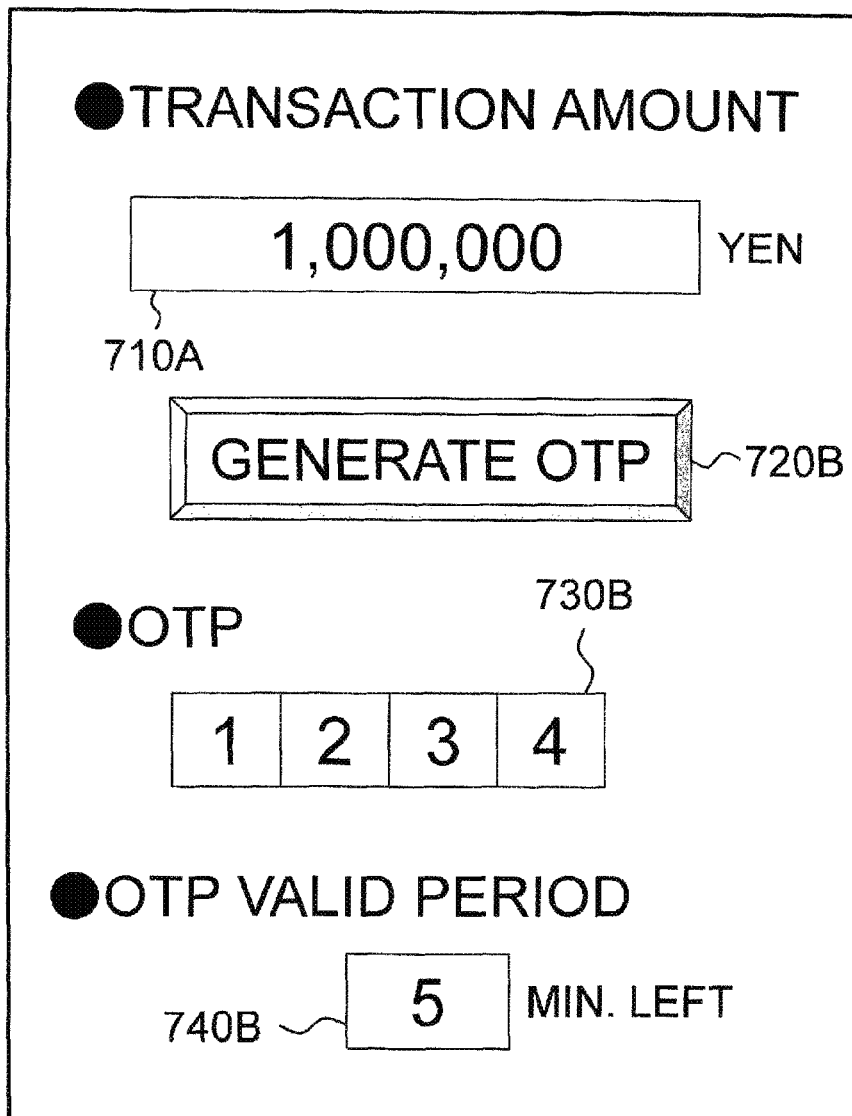 ●TRANSACTION AMOUNT
1,000,000 YEN
710A
GENERATE OTP 720B
730B
●OTP
1 2 3 4
●OTP VALID PERIOD
5 MIN. LEFT
740B